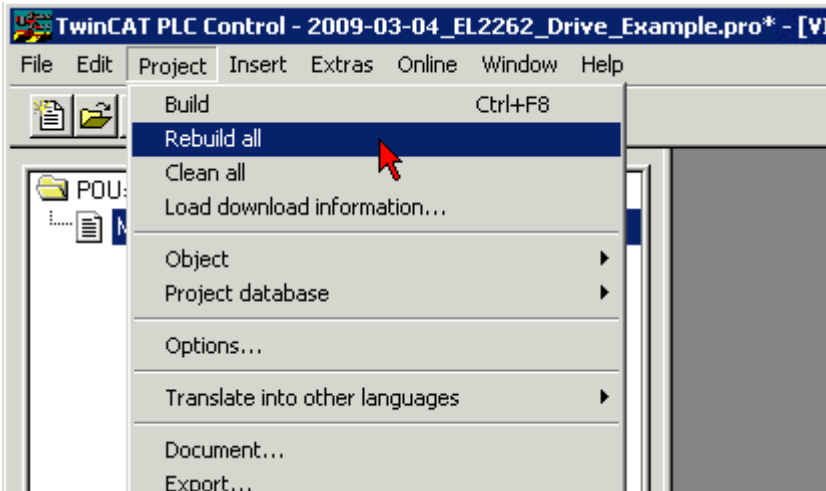 TwinCAT PLC Control - 2009-03-04_EL2262_Drive_Example.pro* - [
File Edit Project Insert Extras Online Window Help
Build Ctrl+F8
Rebuild all
Clean all
POU
Load download information...
Object
Project database
Options...
Translate into other languages
Document...
Export...